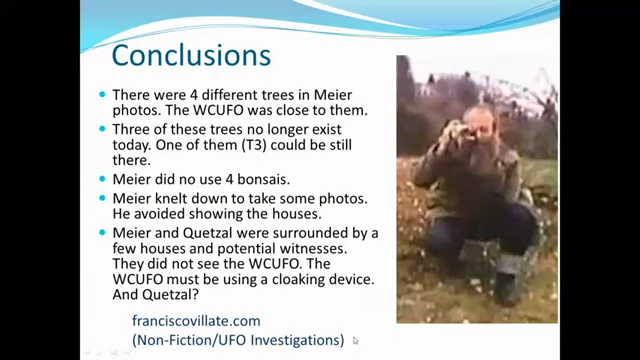 Conclusions
There were 4 different trees in Meier
photos. The WCUFO was close to them.
Three of these trees no longer exist
today. One of them (T3) could be still
there.
Meier did no use 4 bonsais.
Meier knelt down to take some photos.
He avoided showing the houses.
Meier and Quetzal were surrounded by a
few houses and potential witnesses.
They did not see the WCUFO. The
WCUFO must be using a cloaking device.
And Quetzal?
franciscovillate.com
(Non-Fiction/UFO Investigations)